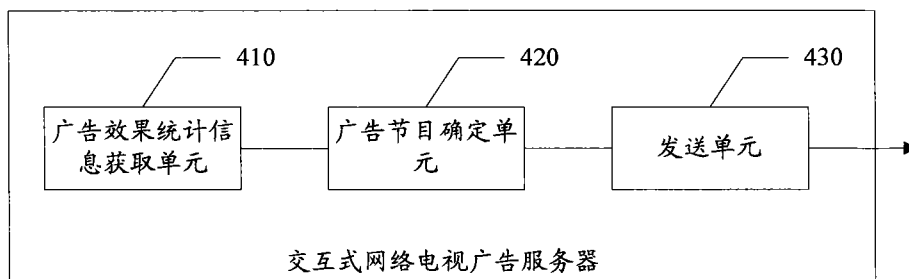 410
420
430
广告效果统计信
息获取单元
广告节目确定单
元
发送单元
交互式网络电视广告服务器